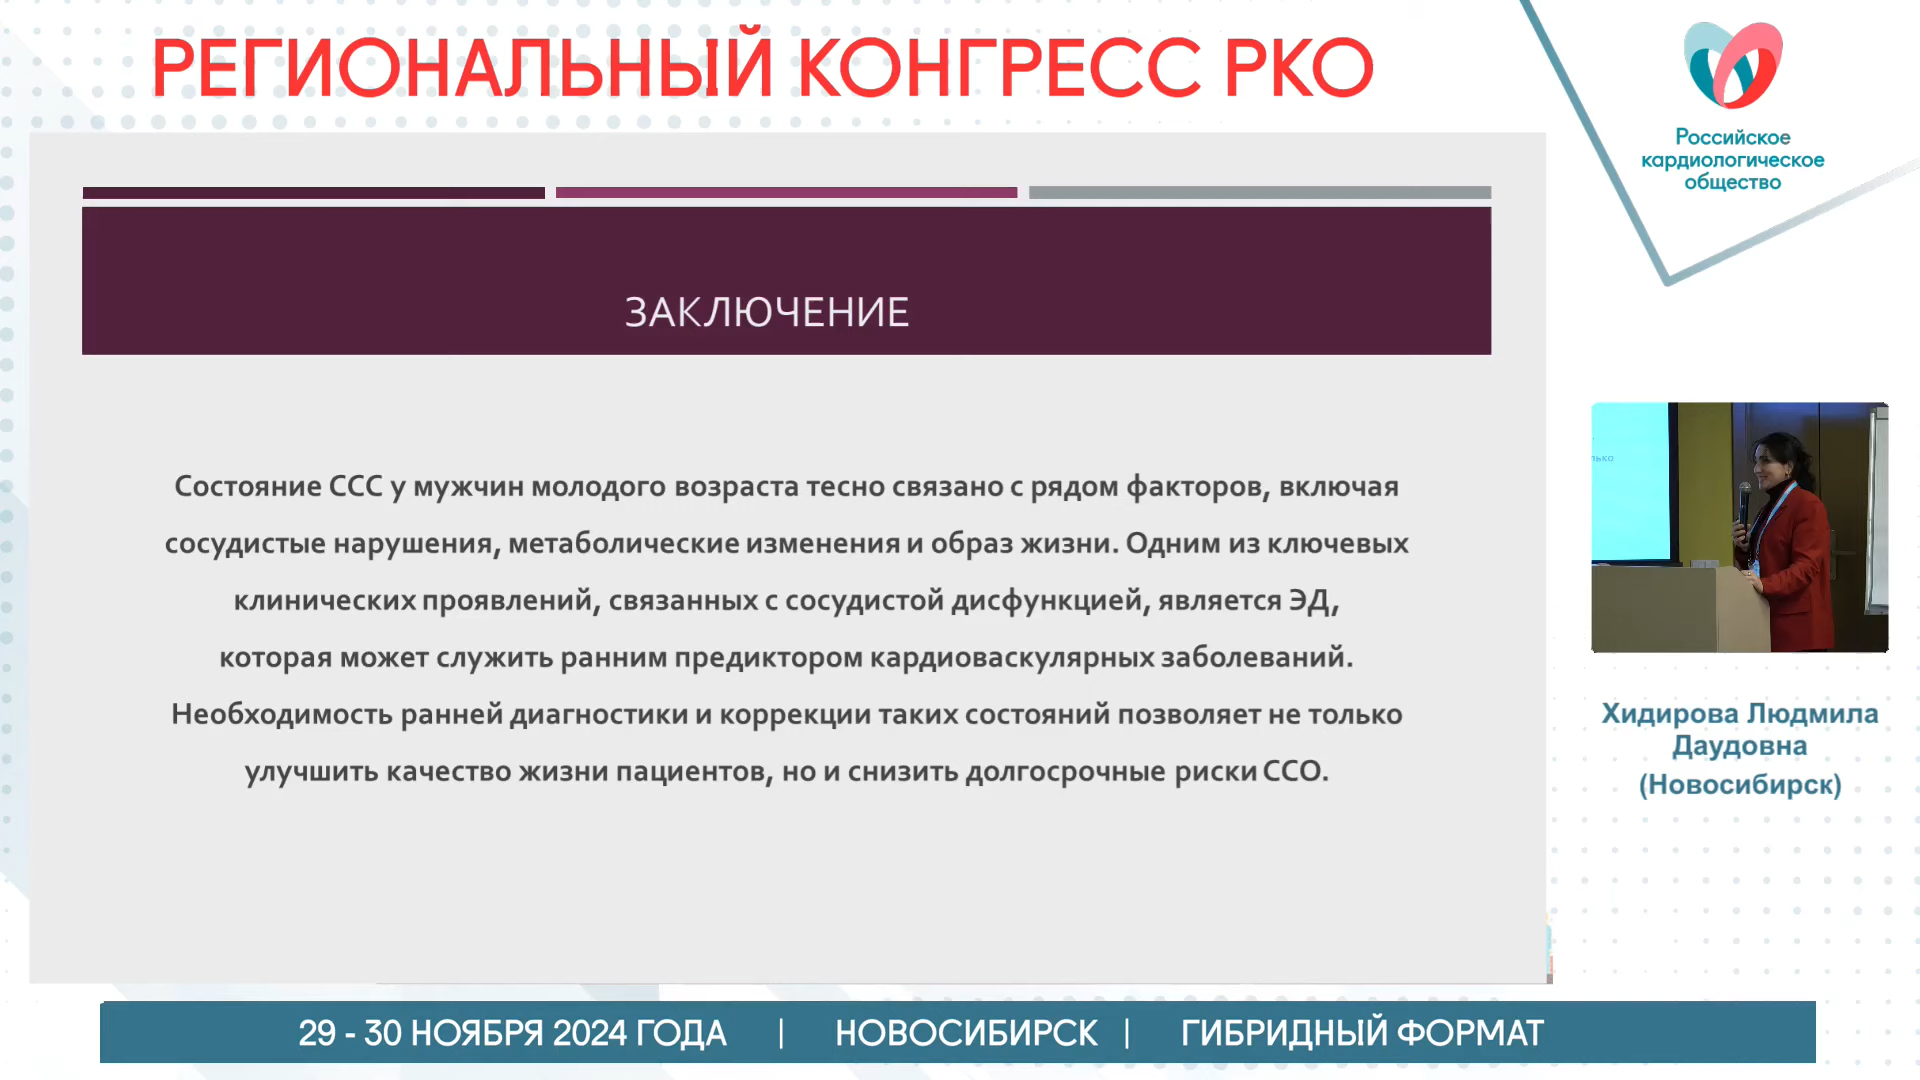 РЕГИОНАЛЬНЫЙ КОНГРЕСС РКО
Российское
кардиологическое
общество
ЗАКЛЮЧЕНИЕ
Состояние ССС у мужчин молодого возраста тесно связано с рядом факторов, включая
сосудистые нарушения, метаболические изменения и образ жизни. Одним из ключевых
клинических проявлений, связанных с сосудистой дисфункцией, является ЭД,
которая может служить ранним предиктором кардиоваскулярных заболеваний.
Необходимость ранней диагностики и коррекции таких состояний позволяет не только
улучшить качество жизни пациентов, но и снизить долгосрочные риски ССО.
Хидирова Людмила
Даудовна
(Новосибирск)
29 - 30 НОЯБРЯ 2024 ГОДА | НОВОСИБИРСК | ГИБРИДНЫЙ ФОРМАТ